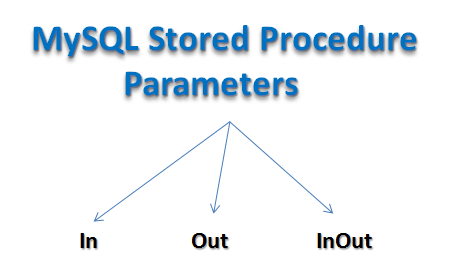 MySQL Stored Procedure
Parameters
In Out InOut